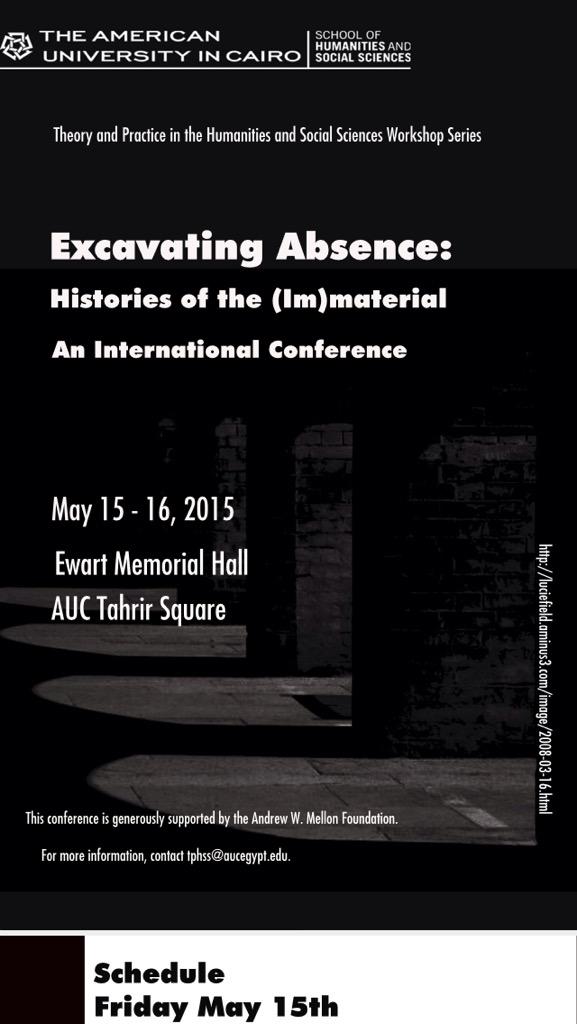 THE AMERICAN
UNIVERSITY IN CAIRO
SCHOOL OF
HUMANITIES AND
SOCIAL SCIENCES
Theory and Practice in the Humanities and Social Sciences Workshop Series
Excavating Absence:
Histories of the (Im)material
An International Conference
May 15 - 16, 2015
Ewart Memorial Hall
AUC Tahrir Square
http://luciefield.aminus3.com/image/2008-03-16.html
This conference is generously supported by the Andrew W. Mellon Foundation.
For more information, contact tphss@aucegypt.edu.
Schedule
Friday May 15th